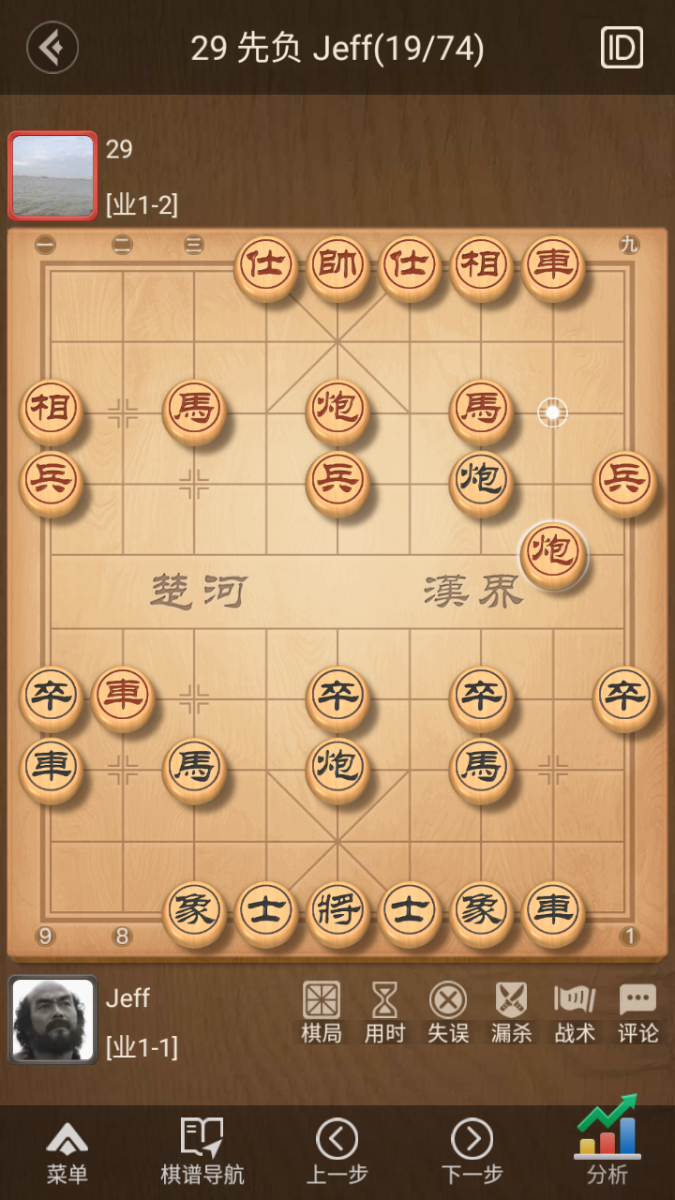 29 先负 Jeff(19/74)
ID
29
[业1-2]
一 二 三 九
仕 帥 仕 相 車
相 馬 炮 馬
兵 兵 炮 兵
炮
楚河 漢界
卒 車 卒 卒 卒
車 馬 炮 馬
象 士 將 士 象 車
9 8 1
Jeff
[业1-1]
棋局 用时 失误 漏杀 战术 评论
菜单 棋谱导航 上一步 下一步 分析